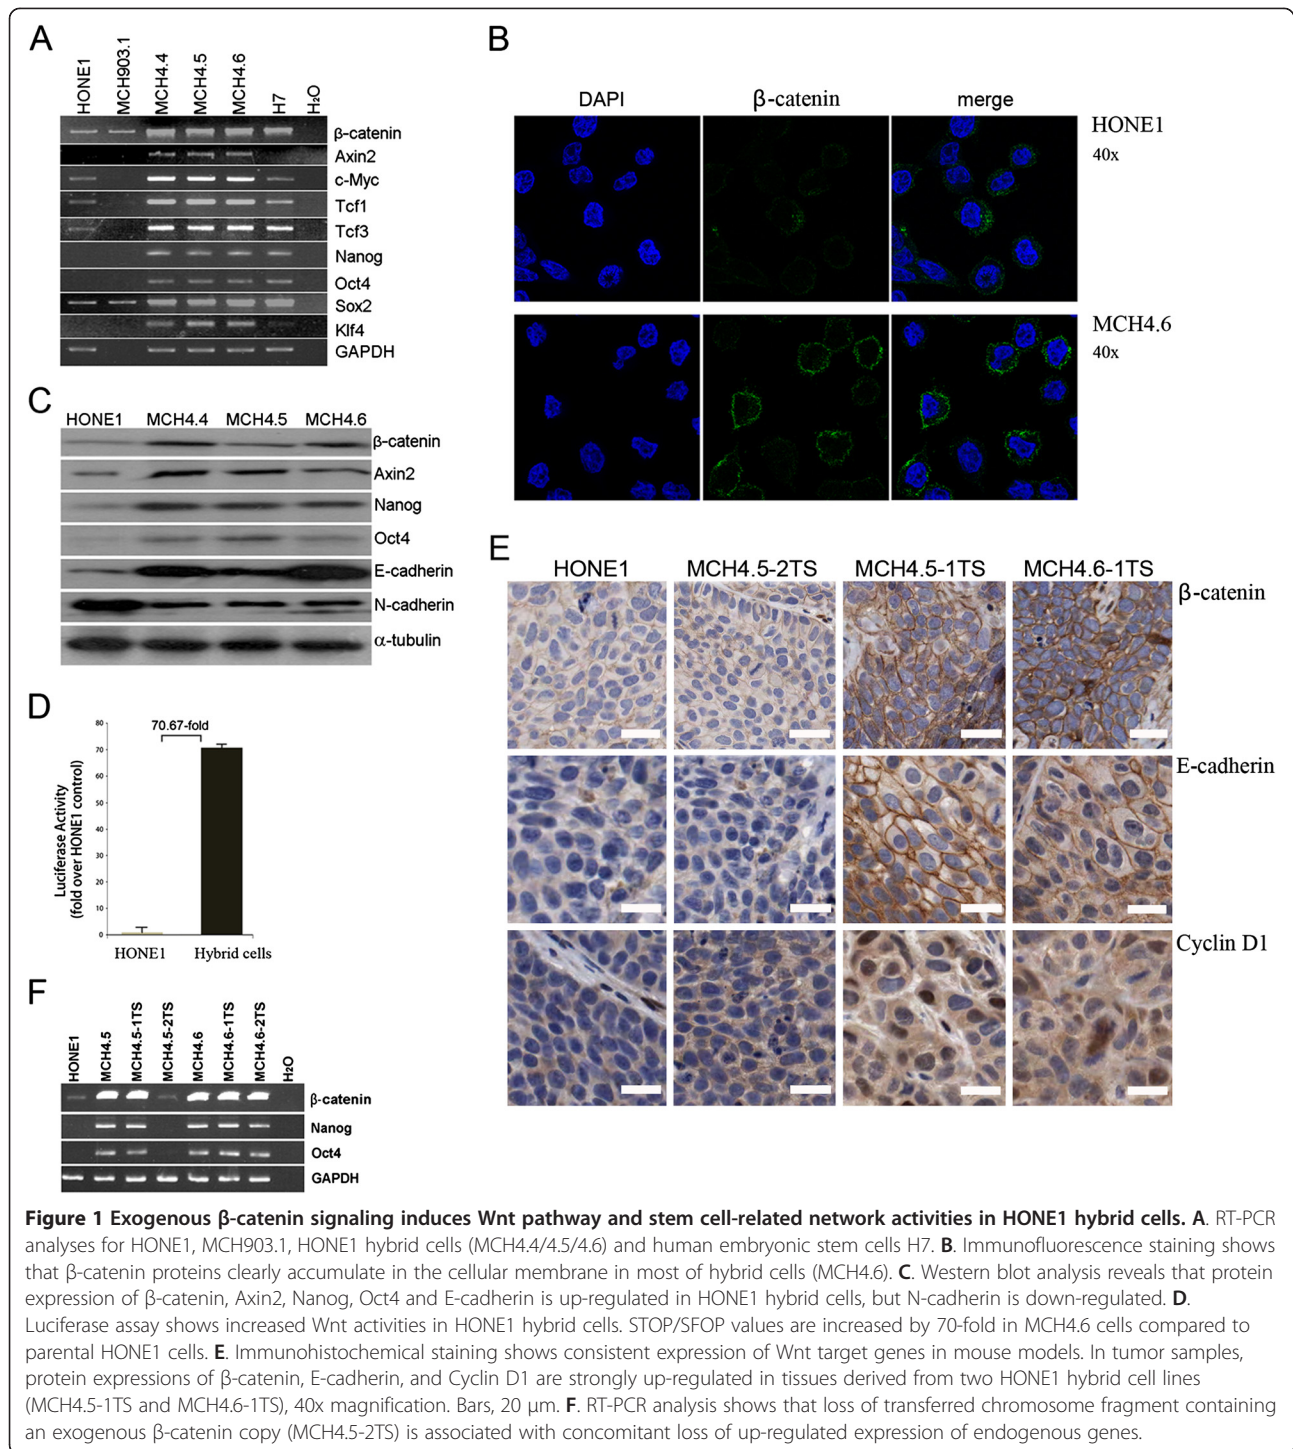 A
HONE1
MCH903.1
MCH4.4
MCH4.5
MCH4.6
H7
H₂O
β-catenin
Axin2
c-Myc
Tcf1
Tcf3
Nanog
Oct4
Sox2
Klf4
GAPDH
B
DAPI β-catenin merge
HONE1
40x
MCH4.6
40x
C
HONE1 MCH4.4 MCH4.5 MCH4.6
β-catenin
Axin2
Nanog
Oct4
E-cadherin
N-cadherin
α-tubulin
D
70.67-fold
Luciferase Activity
(fold over HONE1 control)
80
70
60
50
40
30
20
10
0
HONE1 Hybrid cells
E
HONE1 MCH4.5-2TS MCH4.5-1TS MCH4.6-1TS
β-catenin
E-cadherin
Cyclin D1
F
HONE1
MCH4.5
MCH4.5-1TS
MCH4.5-2TS
MCH4.6
MCH4.6-1TS
MCH4.6-2TS
H₂O
β-catenin
Nanog
Oct4
GAPDH
Figure 1 Exogenous β-catenin signaling induces Wnt pathway and stem cell-related network activities in HONE1 hybrid cells. A. RT-PCR
analyses for HONE1, MCH903.1, HONE1 hybrid cells (MCH4.4/4.5/4.6) and human embryonic stem cells H7. B. Immunofluorescence staining shows
that β-catenin proteins clearly accumulate in the cellular membrane in most of hybrid cells (MCH4.6). C. Western blot analysis reveals that protein
expression of β-catenin, Axin2, Nanog, Oct4 and E-cadherin is up-regulated in HONE1 hybrid cells, but N-cadherin is down-regulated. D.
Luciferase assay shows increased Wnt activities in HONE1 hybrid cells. STOP/SFOP values are increased by 70-fold in MCH4.6 cells compared to
parental HONE1 cells. E. Immunohistochemical staining shows consistent expression of Wnt target genes in mouse models. In tumor samples,
protein expressions of β-catenin, E-cadherin, and Cyclin D1 are strongly up-regulated in tissues derived from two HONE1 hybrid cell lines
(MCH4.5-1TS and MCH4.6-1TS), 40x magnification. Bars, 20 μm. F. RT-PCR analysis shows that loss of transferred chromosome fragment containing
an exogenous β-catenin copy (MCH4.5-2TS) is associated with concomitant loss of up-regulated expression of endogenous genes.